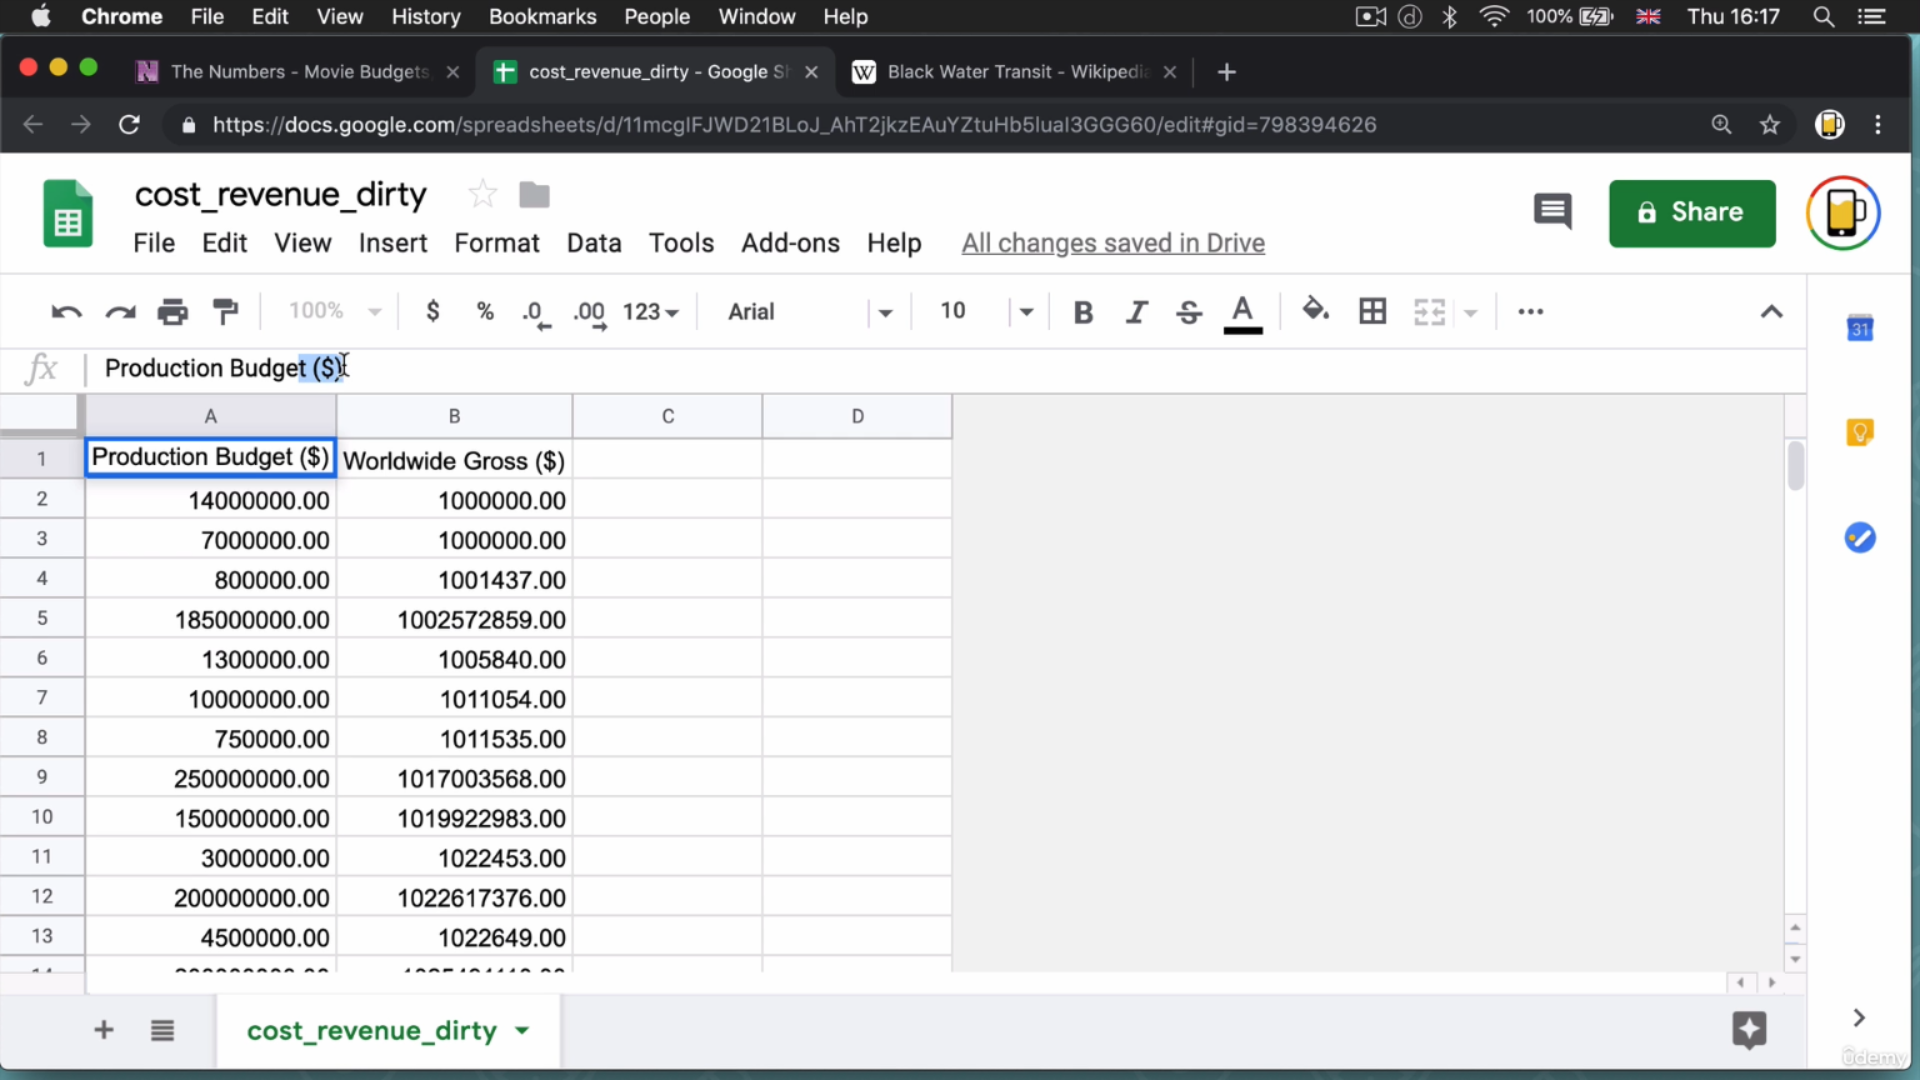 Chrome File Edit View History Bookmarks People Window Help 100% Thu 16:17
The Numbers - Movie Budgets cost_revenue_dirty - Google Sh Black Water Transit - Wikipedia
https://docs.google.com/spreadsheets/d/11mcgIFJWD21BLoJ_AhT2jkzEAuYZtuHb5luaI3GGG60/edit#gid=798394626
cost_revenue_dirty
Share
File Edit View Insert Format Data Tools Add-ons Help All changes saved in Drive
100% $ % .0 .00 123 Arial 10 B I S A
31
fx Production Budget ($)
A B C D
1 Production Budget ($) Worldwide Gross ($)
2 14000000.00 1000000.00
3 7000000.00 1000000.00
4 800000.00 1001437.00
5 185000000.00 1002572859.00
6 1300000.00 1005840.00
7 10000000.00 1011054.00
8 750000.00 1011535.00
9 250000000.00 1017003568.00
10 150000000.00 1019922983.00
11 3000000.00 1022453.00
12 200000000.00 1022617376.00
13 4500000.00 1022649.00
cost_revenue_dirty
udemy